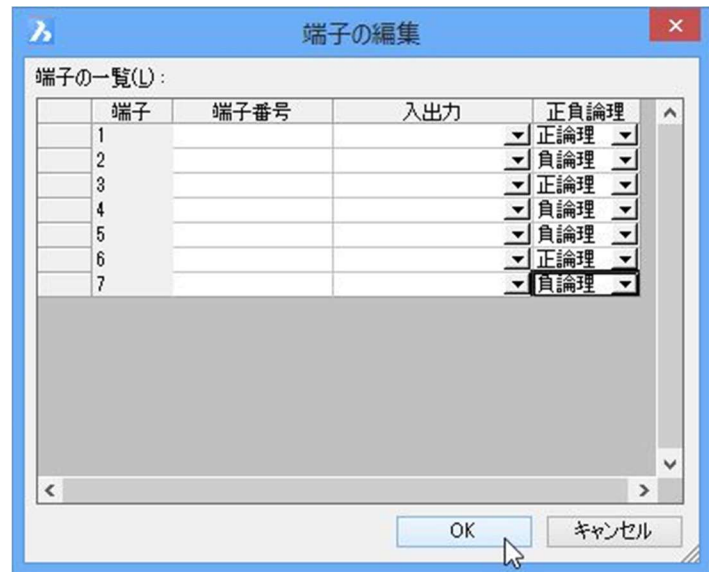 端子の編集
端子の一覧(L):
端子 端子番号 入出力 正負論理
1 正論理
2 負論理
3 正論理
4 負論理
5 負論理
6 正論理
7 負論理
OK キャンセル